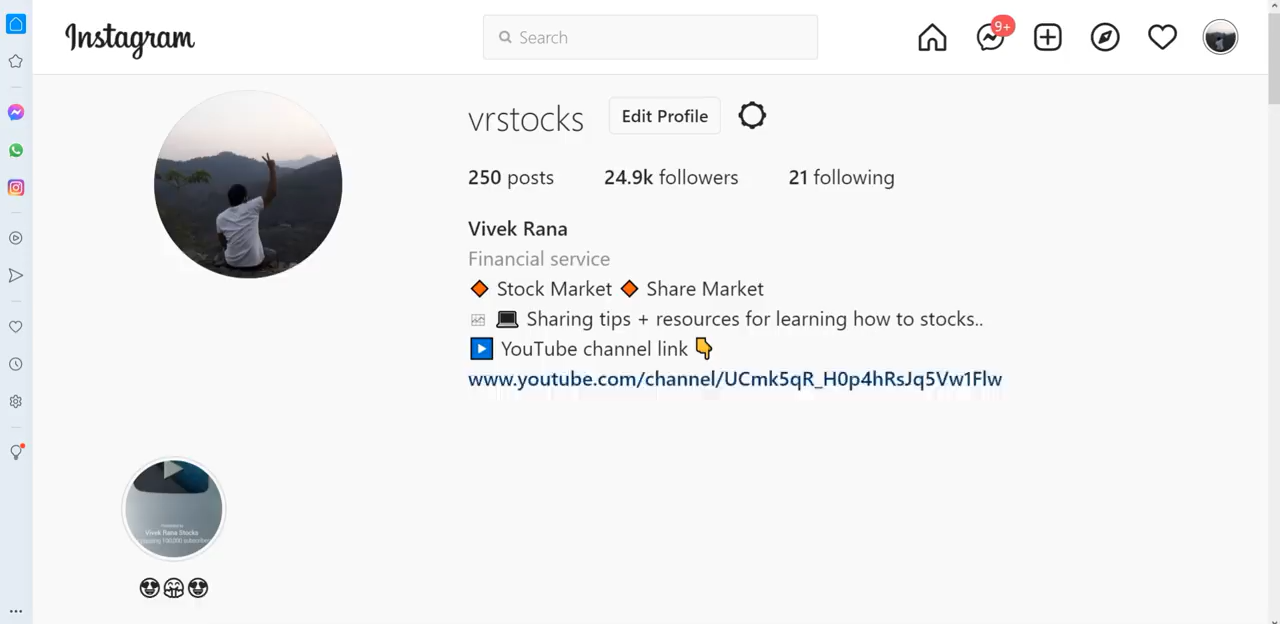 Instagram
Search
9+
vrstocks
Edit Profile
250 posts 24.9k followers 21 following
Vivek Rana
Financial service
🔶 Stock Market 🔶 Share Market
💻 Sharing tips + resources for learning how to stocks..
▶️ YouTube channel link 👇
www.youtube.com/channel/UCmk5qR_H0p4hRsJq5Vw1Flw
Vivek Rana Stocks
100,000
😍🤗😍